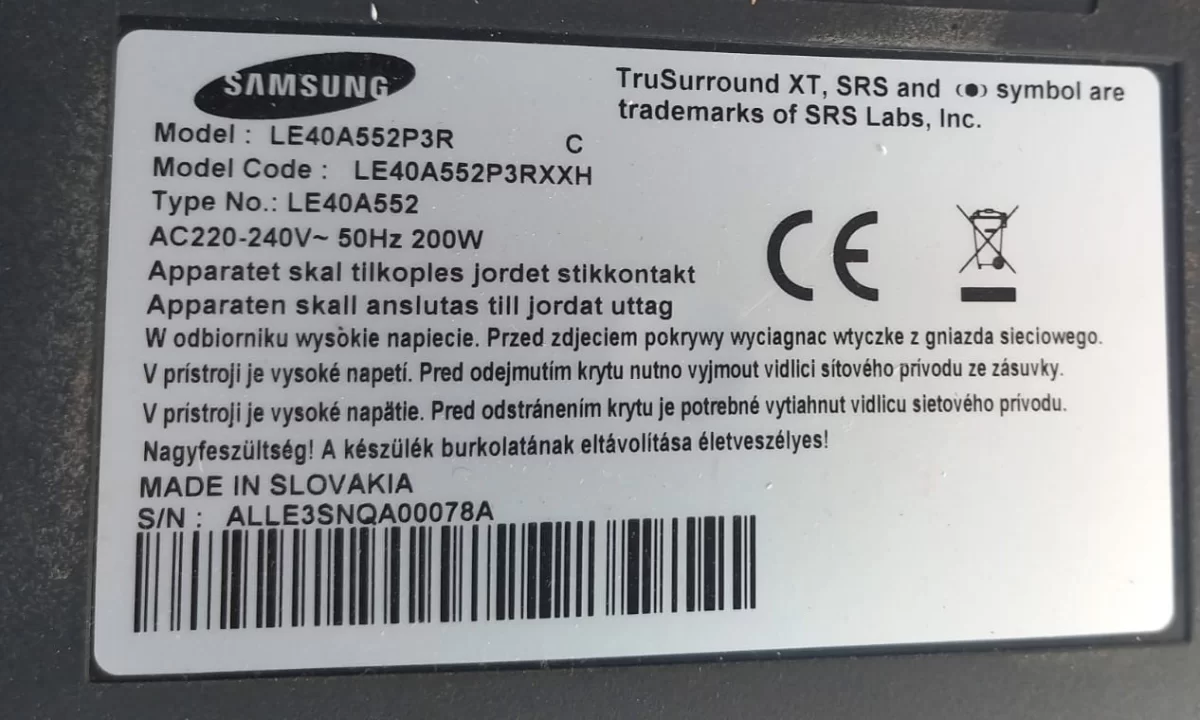 SAMSUNG
TruSurround XT, SRS and (●) symbol are
trademarks of SRS Labs, Inc.
Model : LE40A552P3R C
Model Code : LE40A552P3RXXH
Type No.: LE40A552
AC220-240V~ 50Hz 200W
CE
Apparatet skal tilkoples jordet stikkontakt
Apparaten skall anslutas till jordat uttag
W odbiorniku wysòkie napiecie. Przed zdjeciem pokrywy wyciagnac wtyczke z gniazda sieciowego.
V prístroji je vysoké napetí. Pred odejmutím krytu nutno vyjmout vidlici sítového prívodu ze zásuvky.
V prístroji je vysoké napätie. Pred odstránením krytu je potrebné vytiahnut vidlicu sietového prívodu.
Nagyfeszültség! A készülék burkolatának eltávolítása életveszélyes!
MADE IN SLOVAKIA
S/N : ALLE3SNQA00078A